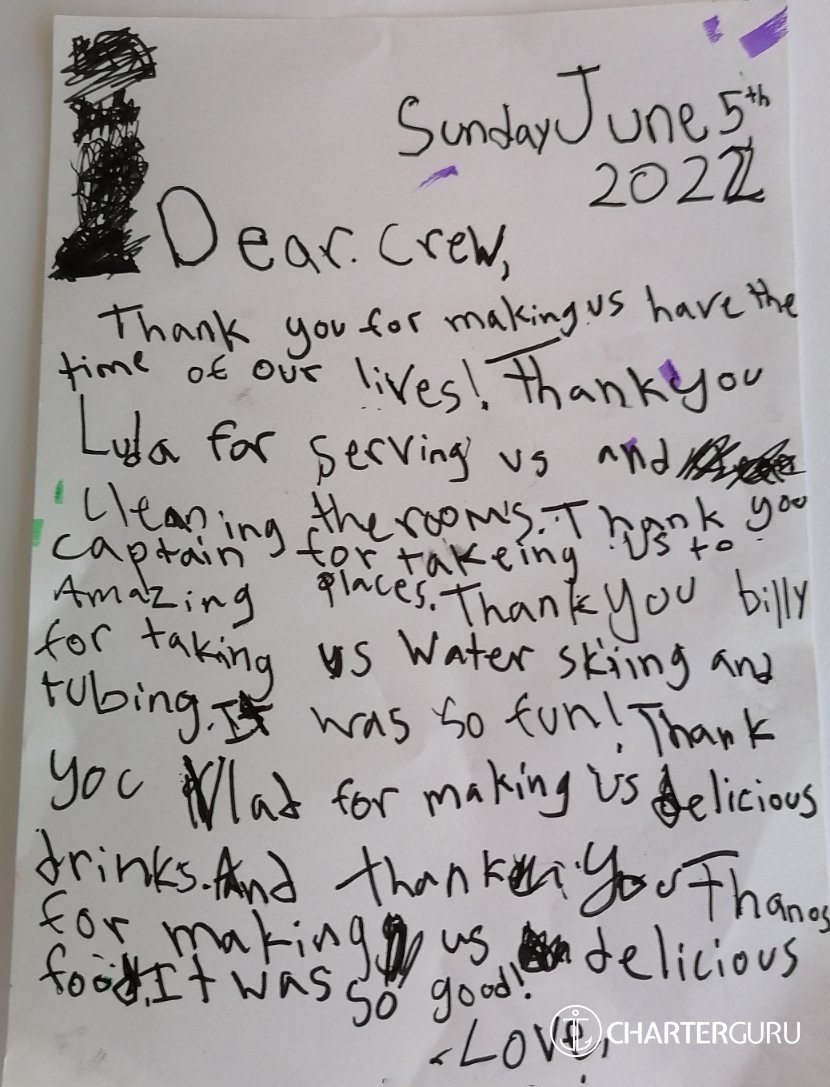 Sunday June 5th
2022
Dear. Crew,
Thank you for making us have the
time of our lives! Thank you
Luda for serving us and
cleaning the rooms. Thank you
captain for takeing us to
Amazing places. Thank you billy
for taking us water skiing and
tubing. It was so fun! Thank
you Vlad for making us delicious
drinks. And thank you Thanos
for making us delicious
food. It was so good!
-Love,
CHARTERGURU